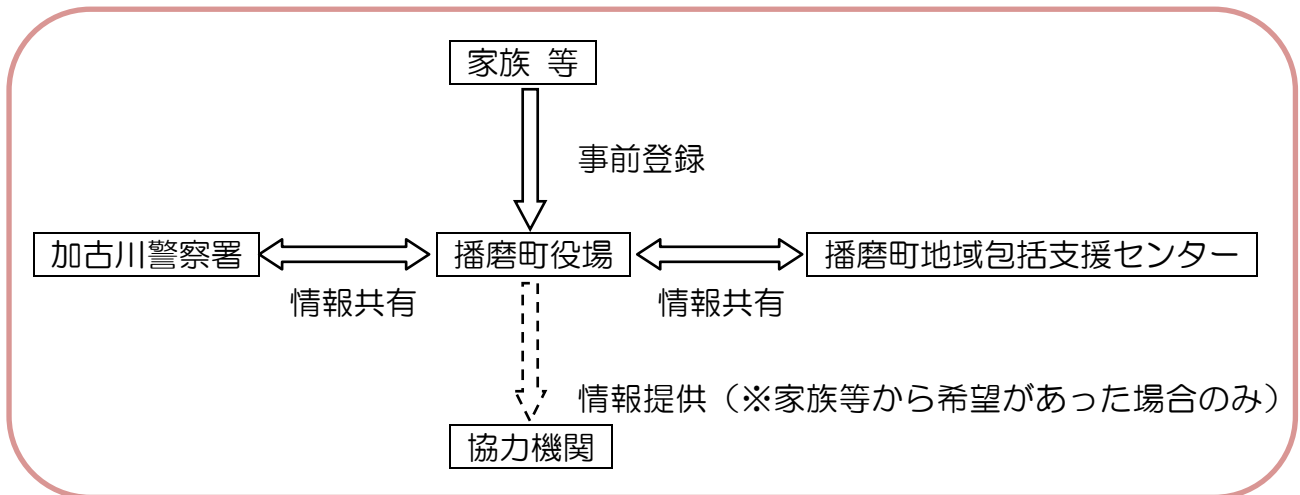 家族 等
事前登録
加古川警察署
播磨町役場
播磨町地域包括支援センター
情報共有
情報共有
情報提供（※家族等から希望があった場合のみ）
協力機関